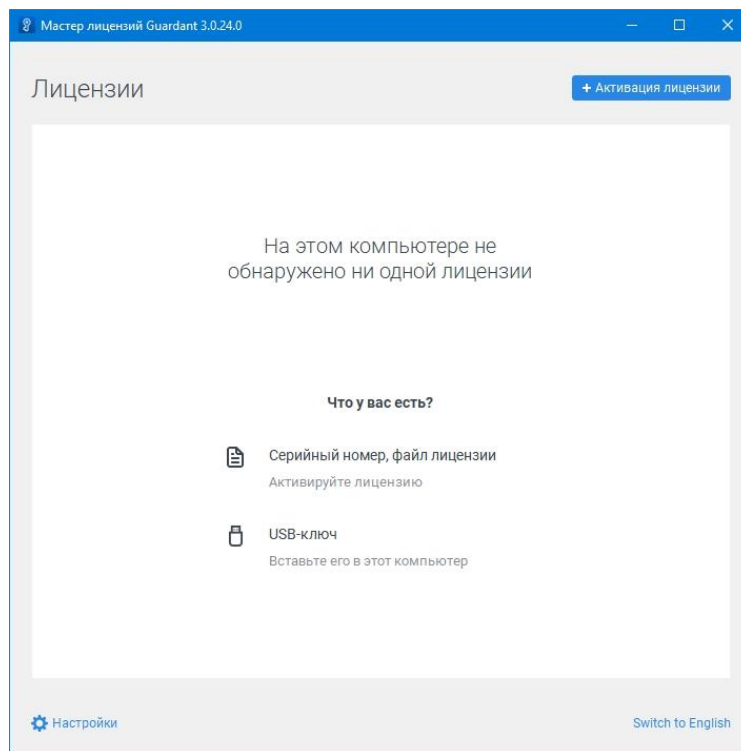 Мастер лицензий Guardant 3.0.24.0
Лицензии
+ Активация лицензии
На этом компьютере не
обнаружено ни одной лицензии
Что у вас есть?
Серийный номер, файл лицензии
Активируйте лицензию
USB-ключ
Вставьте его в этот компьютер
Настройки
Switch to English